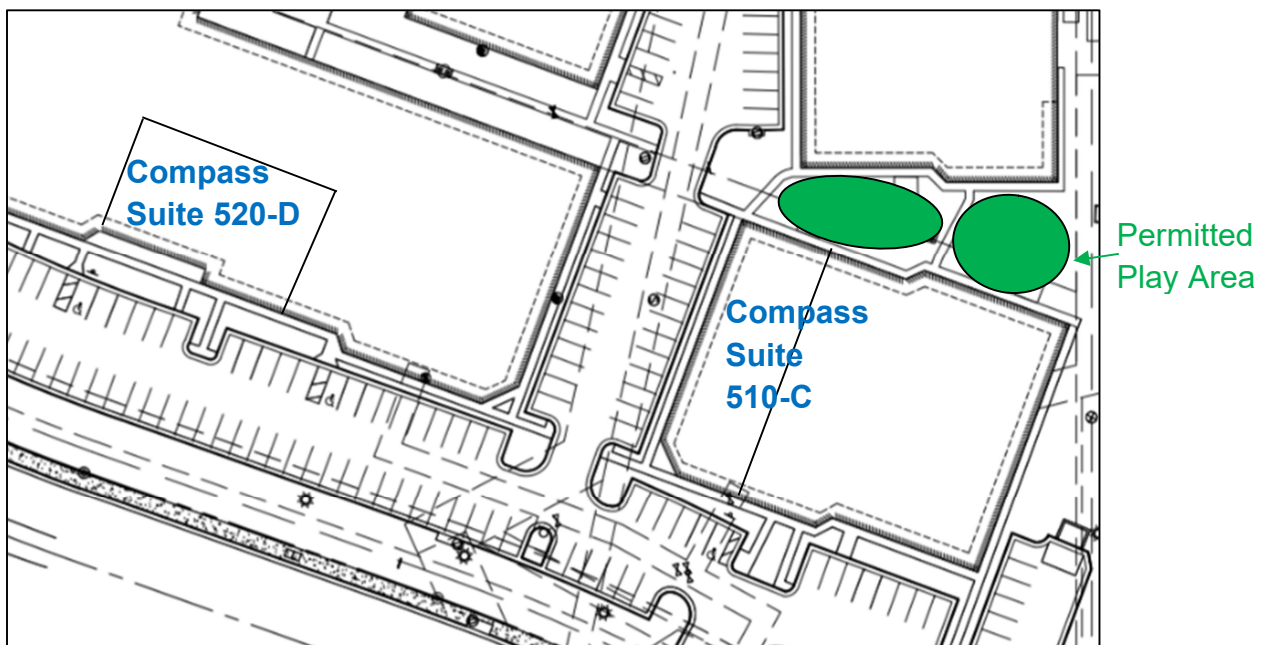 Compass
Suite 520-D
Compass
Suite
510-C
Permitted
Play Area